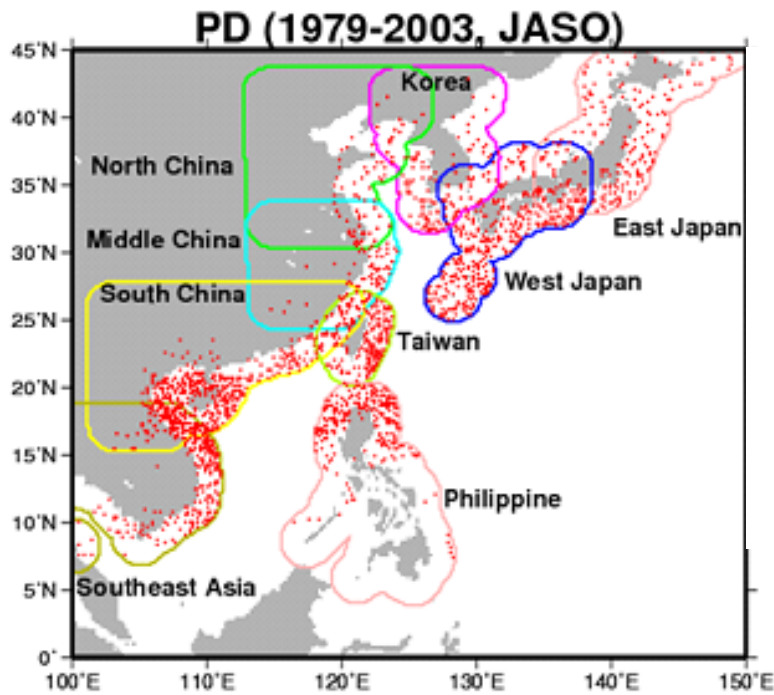 PD (1979-2003, JASO)
45°N
Korea
40°N
North China
35°N
East Japan
Middle China
30°N
West Japan
South China
25°N
Taiwan
20°N
15°N
Philippine
10°N
Southeast Asia
5°N
0°
100°E 110°E 120°E 130°E 140°E 150°E